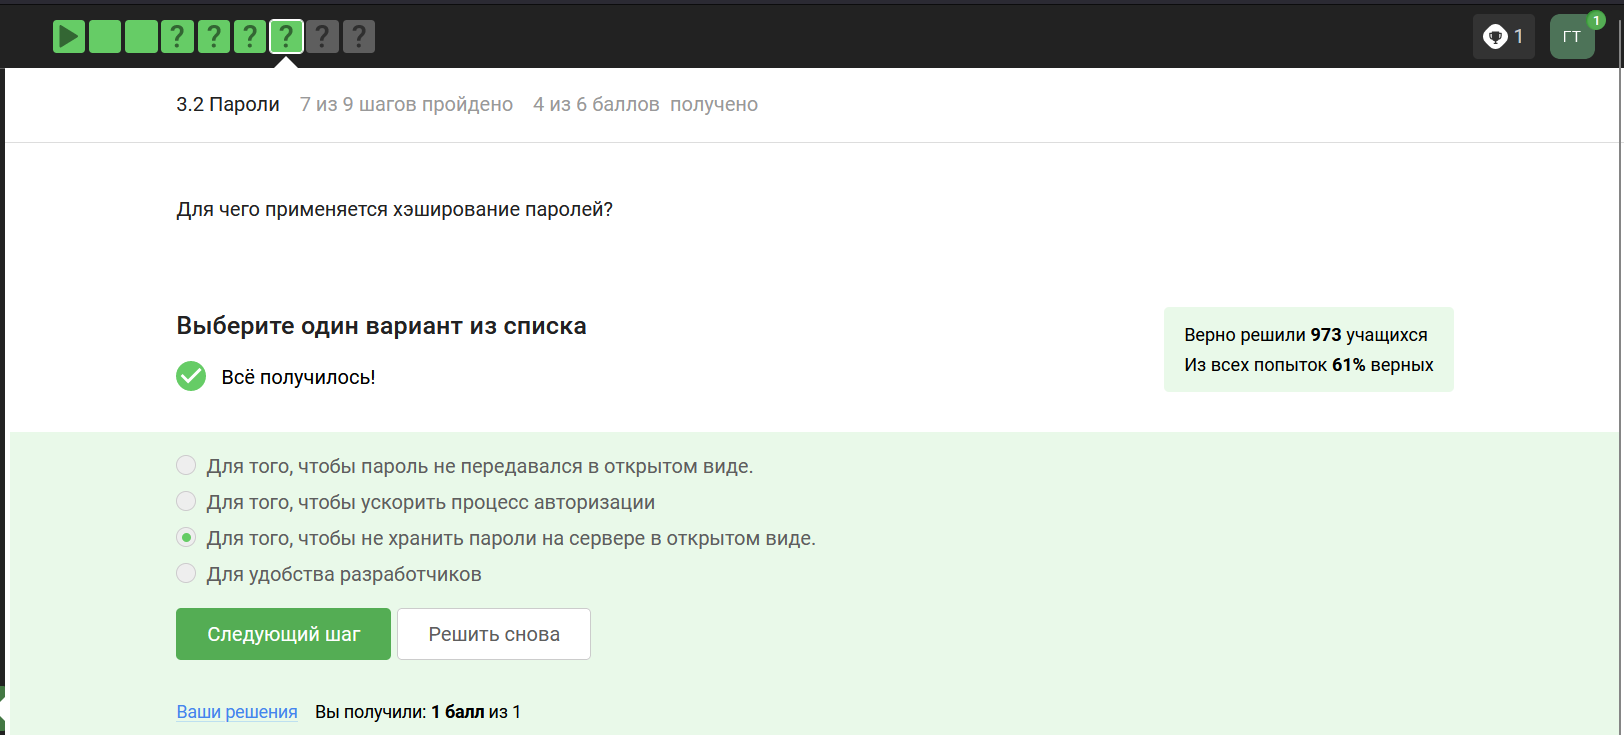 ? ? ? ? ? ?
1
ГТ
1
3.2 Пароли 7 из 9 шагов пройдено 4 из 6 баллов получено
Для чего применяется хэширование паролей?
Выберите один вариант из списка
Всё получилось!
Верно решили 973 учащихся
Из всех попыток 61% верных
Для того, чтобы пароль не передавался в открытом виде.
Для того, чтобы ускорить процесс авторизации
Для того, чтобы не хранить пароли на сервере в открытом виде.
Для удобства разработчиков
Следующий шаг
Решить снова
Ваши решения Вы получили: 1 балл из 1